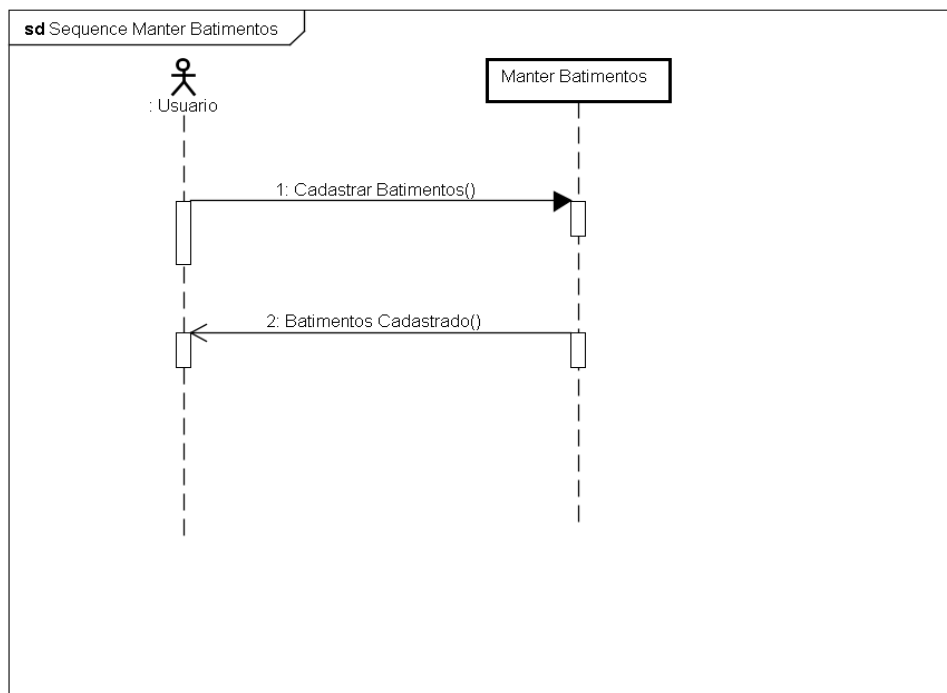 sd Sequence Manter Batimentos
: Usuario
Manter Batimentos
1: Cadastrar Batimentos()
2: Batimentos Cadastrado()